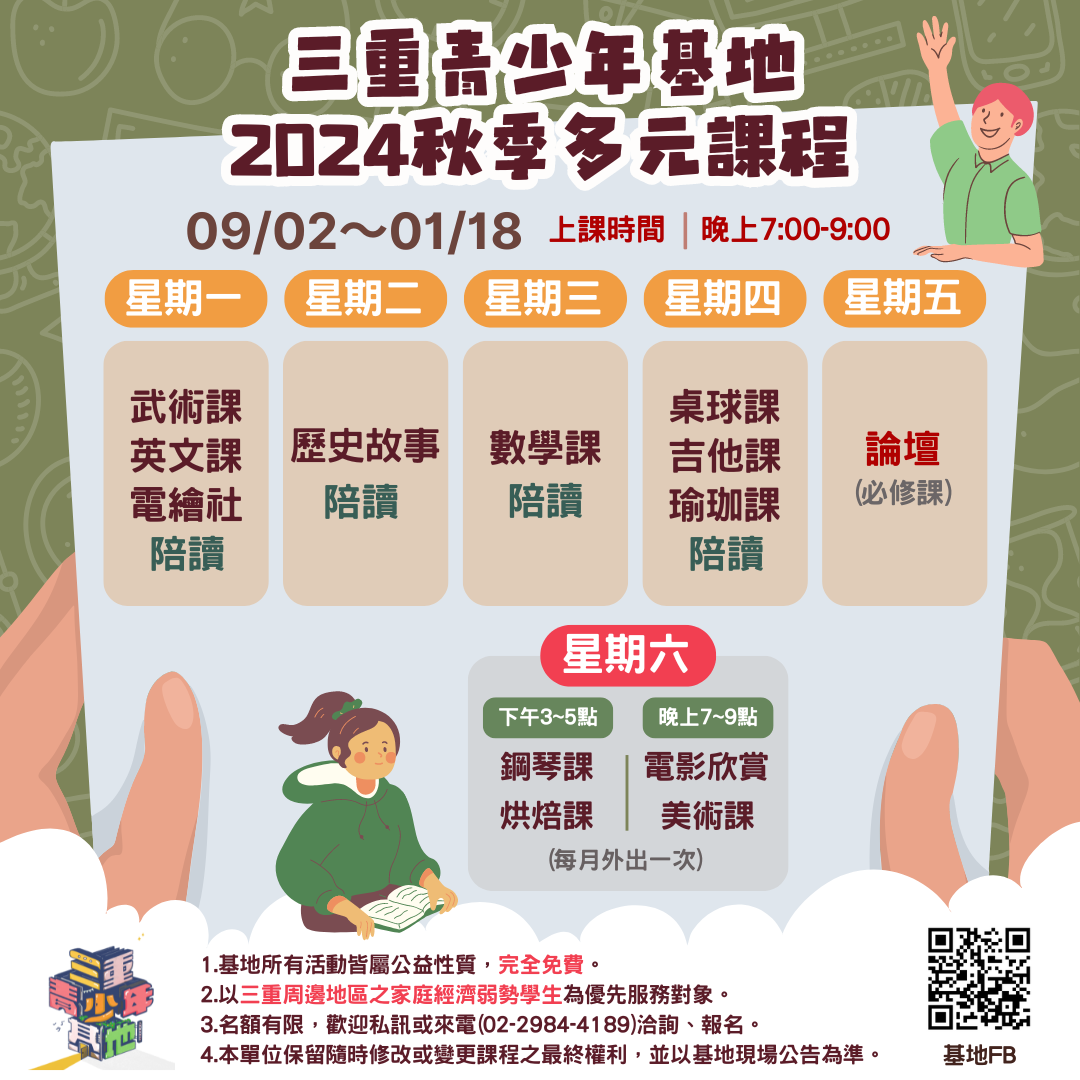 三重青少年基地
2024秋季多元課程
09/02～01/18 上課時間｜晚上7:00-9:00
星期一
武術課
英文課
電繪社
陪讀
星期二
歷史故事
陪讀
星期三
數學課
陪讀
星期四
桌球課
吉他課
瑜珈課
陪讀
星期五
論壇
(必修課)
星期六
下午3~5點
鋼琴課
烘焙課
晚上7~9點
電影欣賞
美術課
(每月外出一次)
三重
青少年
基地
1.基地所有活動皆屬公益性質，完全免費。
2.以三重周邊地區之家庭經濟弱勢學生為優先服務對象。
3.名額有限，歡迎私訊或來電(02-2984-4189)洽詢、報名。
4.本單位保留隨時修改或變更課程之最終權利，並以基地現場公告為準。
基地FB